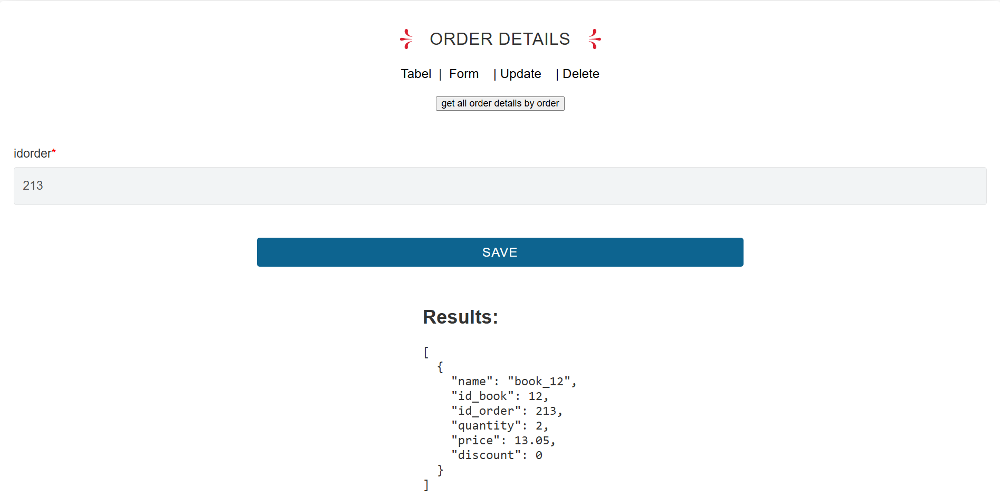 ORDER DETAILS
Tabel | Form | Update | Delete
get all order details by order
idorder*
213
SAVE
Results:
[
  {
    "name": "book_12",
    "id_book": 12,
    "id_order": 213,
    "quantity": 2,
    "price": 13.05,
    "discount": 0
  }
]